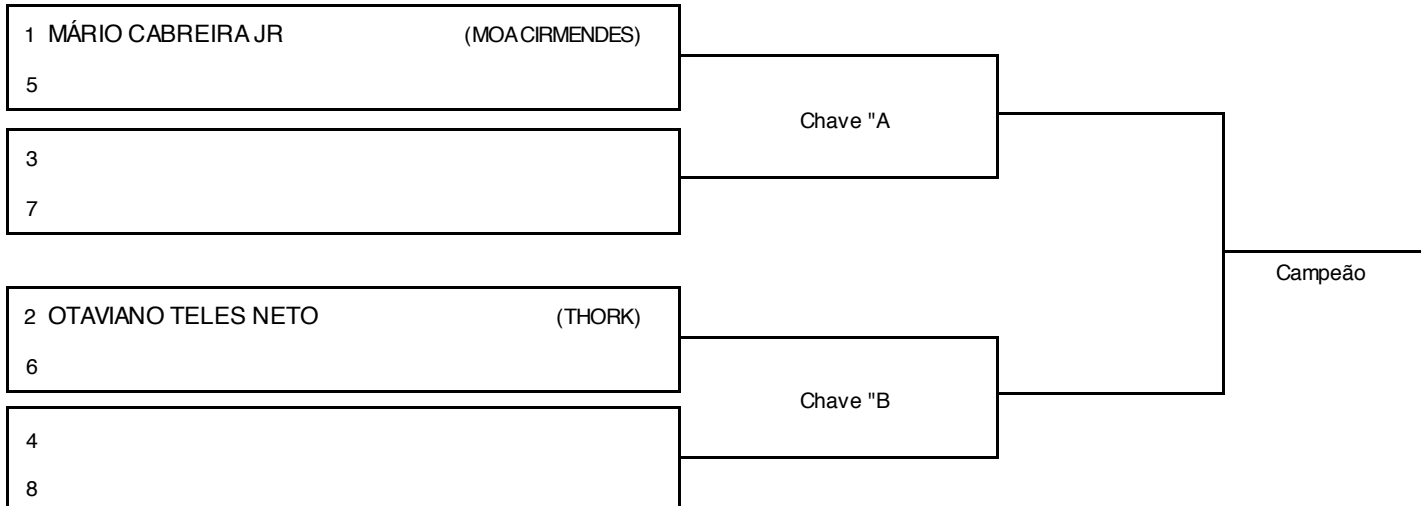 1 MÁRIO CABREIRA JR (MOACIRMENDES)
5
Chave "A
3
7
Campeão
2 OTAVIANO TELES NETO (THORK)
6
Chave "B
4
8